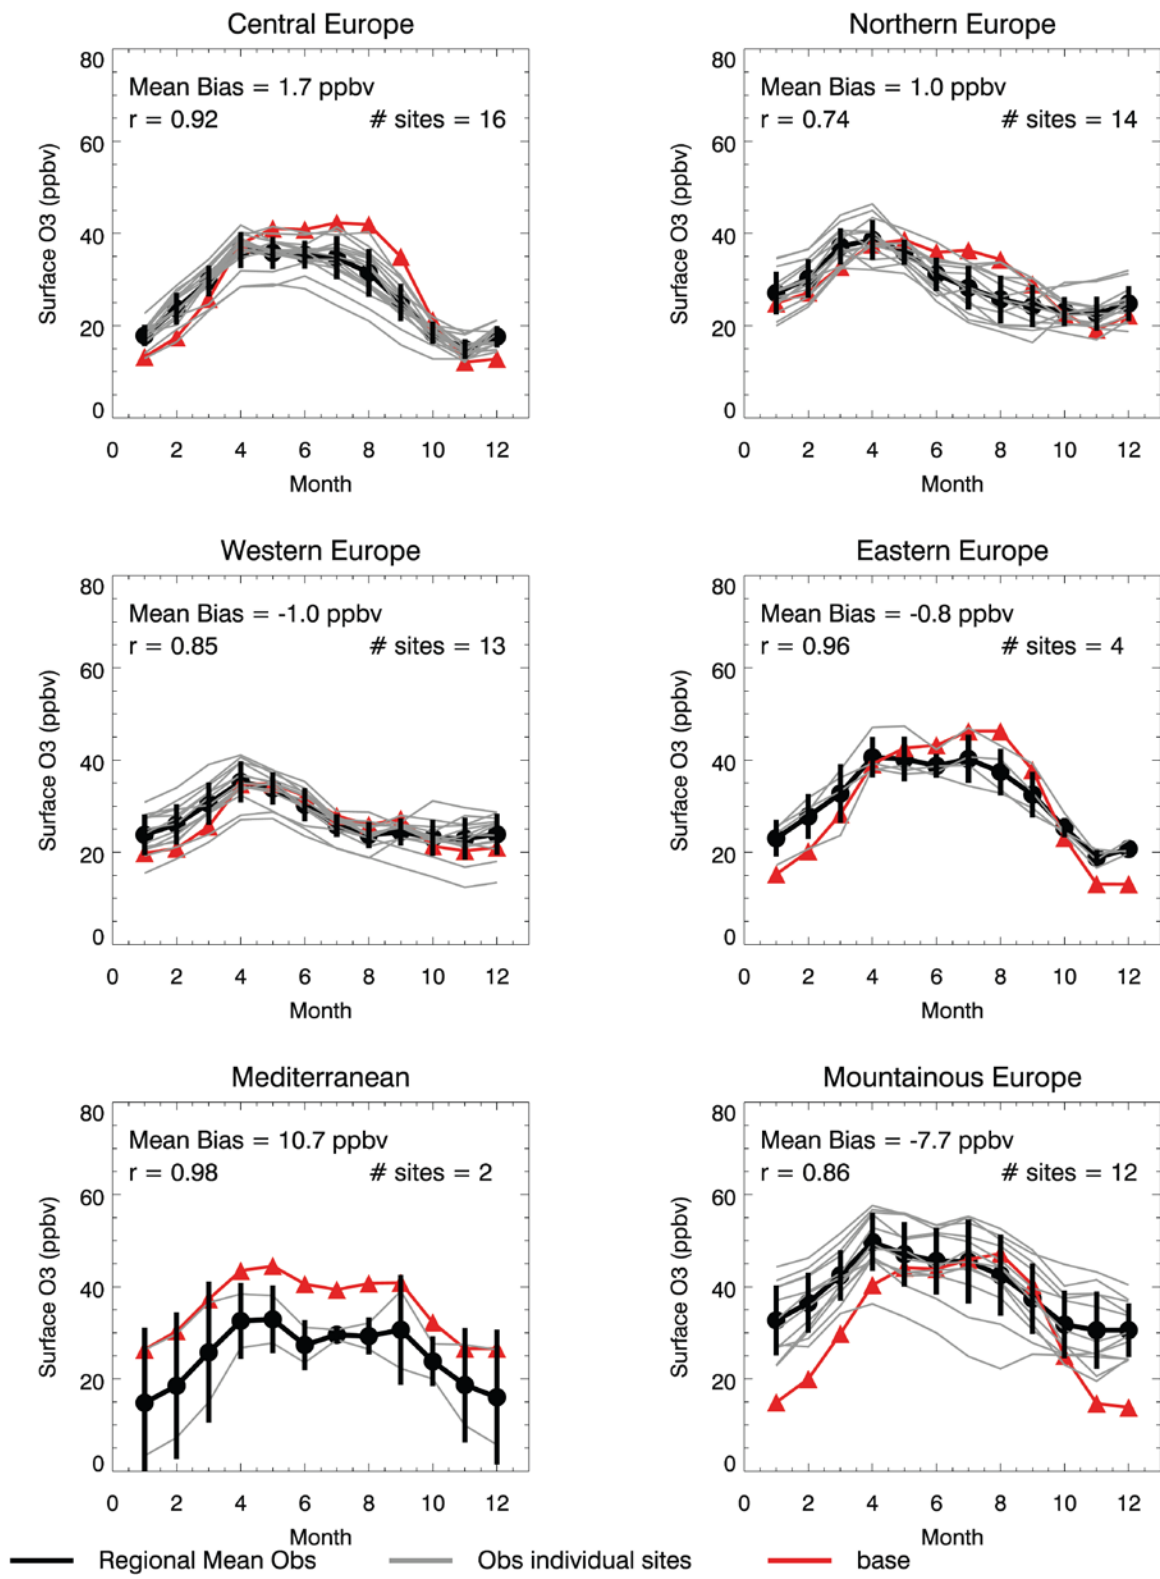 Central Europe
Mean Bias = 1.7 ppbv
r = 0.92 # sites = 16
Surface O3 (ppbv)
80
60
40
20
0
0 2 4 6 8 10 12
Month
Northern Europe
Mean Bias = 1.0 ppbv
r = 0.74 # sites = 14
Surface O3 (ppbv)
80
60
40
20
0
0 2 4 6 8 10 12
Month
Western Europe
Mean Bias = -1.0 ppbv
r = 0.85 # sites = 13
Surface O3 (ppbv)
80
60
40
20
0
0 2 4 6 8 10 12
Month
Eastern Europe
Mean Bias = -0.8 ppbv
r = 0.96 # sites = 4
Surface O3 (ppbv)
80
60
40
20
0
0 2 4 6 8 10 12
Month
Mediterranean
Mean Bias = 10.7 ppbv
r = 0.98 # sites = 2
Surface O3 (ppbv)
80
60
40
20
0
0 2 4 6 8 10 12
Month
Mountainous Europe
Mean Bias = -7.7 ppbv
r = 0.86 # sites = 12
Surface O3 (ppbv)
80
60
40
20
0
0 2 4 6 8 10 12
Month
Regional Mean Obs Obs individual sites base